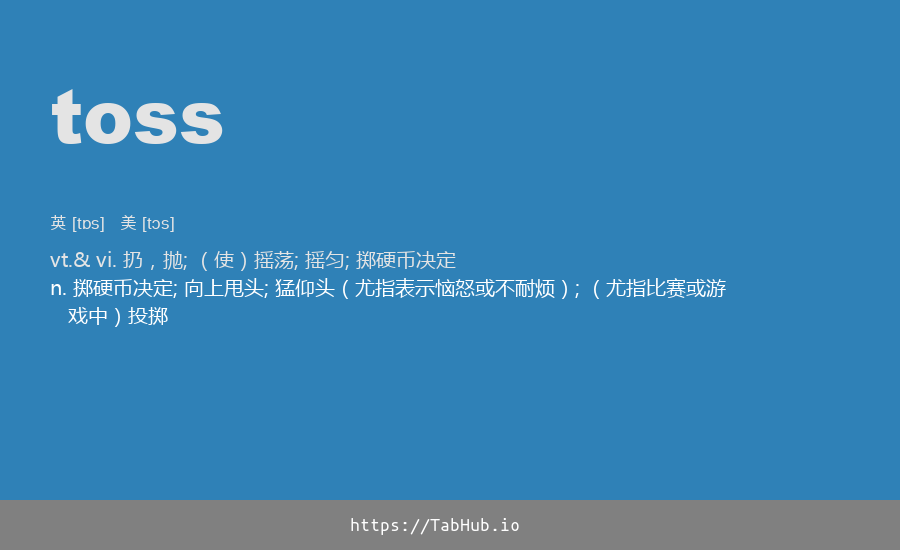 toss
英 [tɒs] 美 [tɔs]
vt.& vi. 扔，抛; （使）摇荡; 摇匀; 掷硬币决定
n. 掷硬币决定; 向上甩头; 猛仰头（尤指表示恼怒或不耐烦）; （尤指比赛或游
戏中）投掷
https://TabHub.io